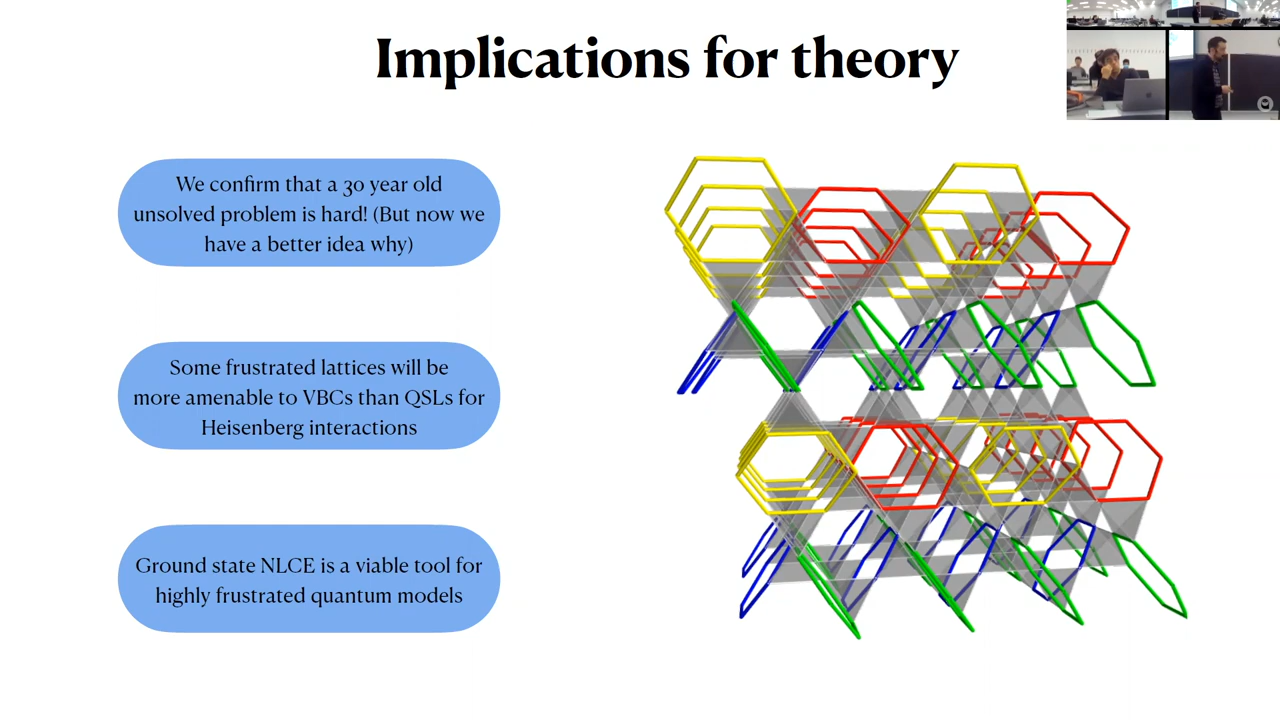 Implications for theory
We confirm that a 30 year old
unsolved problem is hard! (But now we
have a better idea why)
Some frustrated lattices will be
more amenable to VBCs than QSLs for
Heisenberg interactions
Ground state NLCE is a viable tool for
highly frustrated quantum models